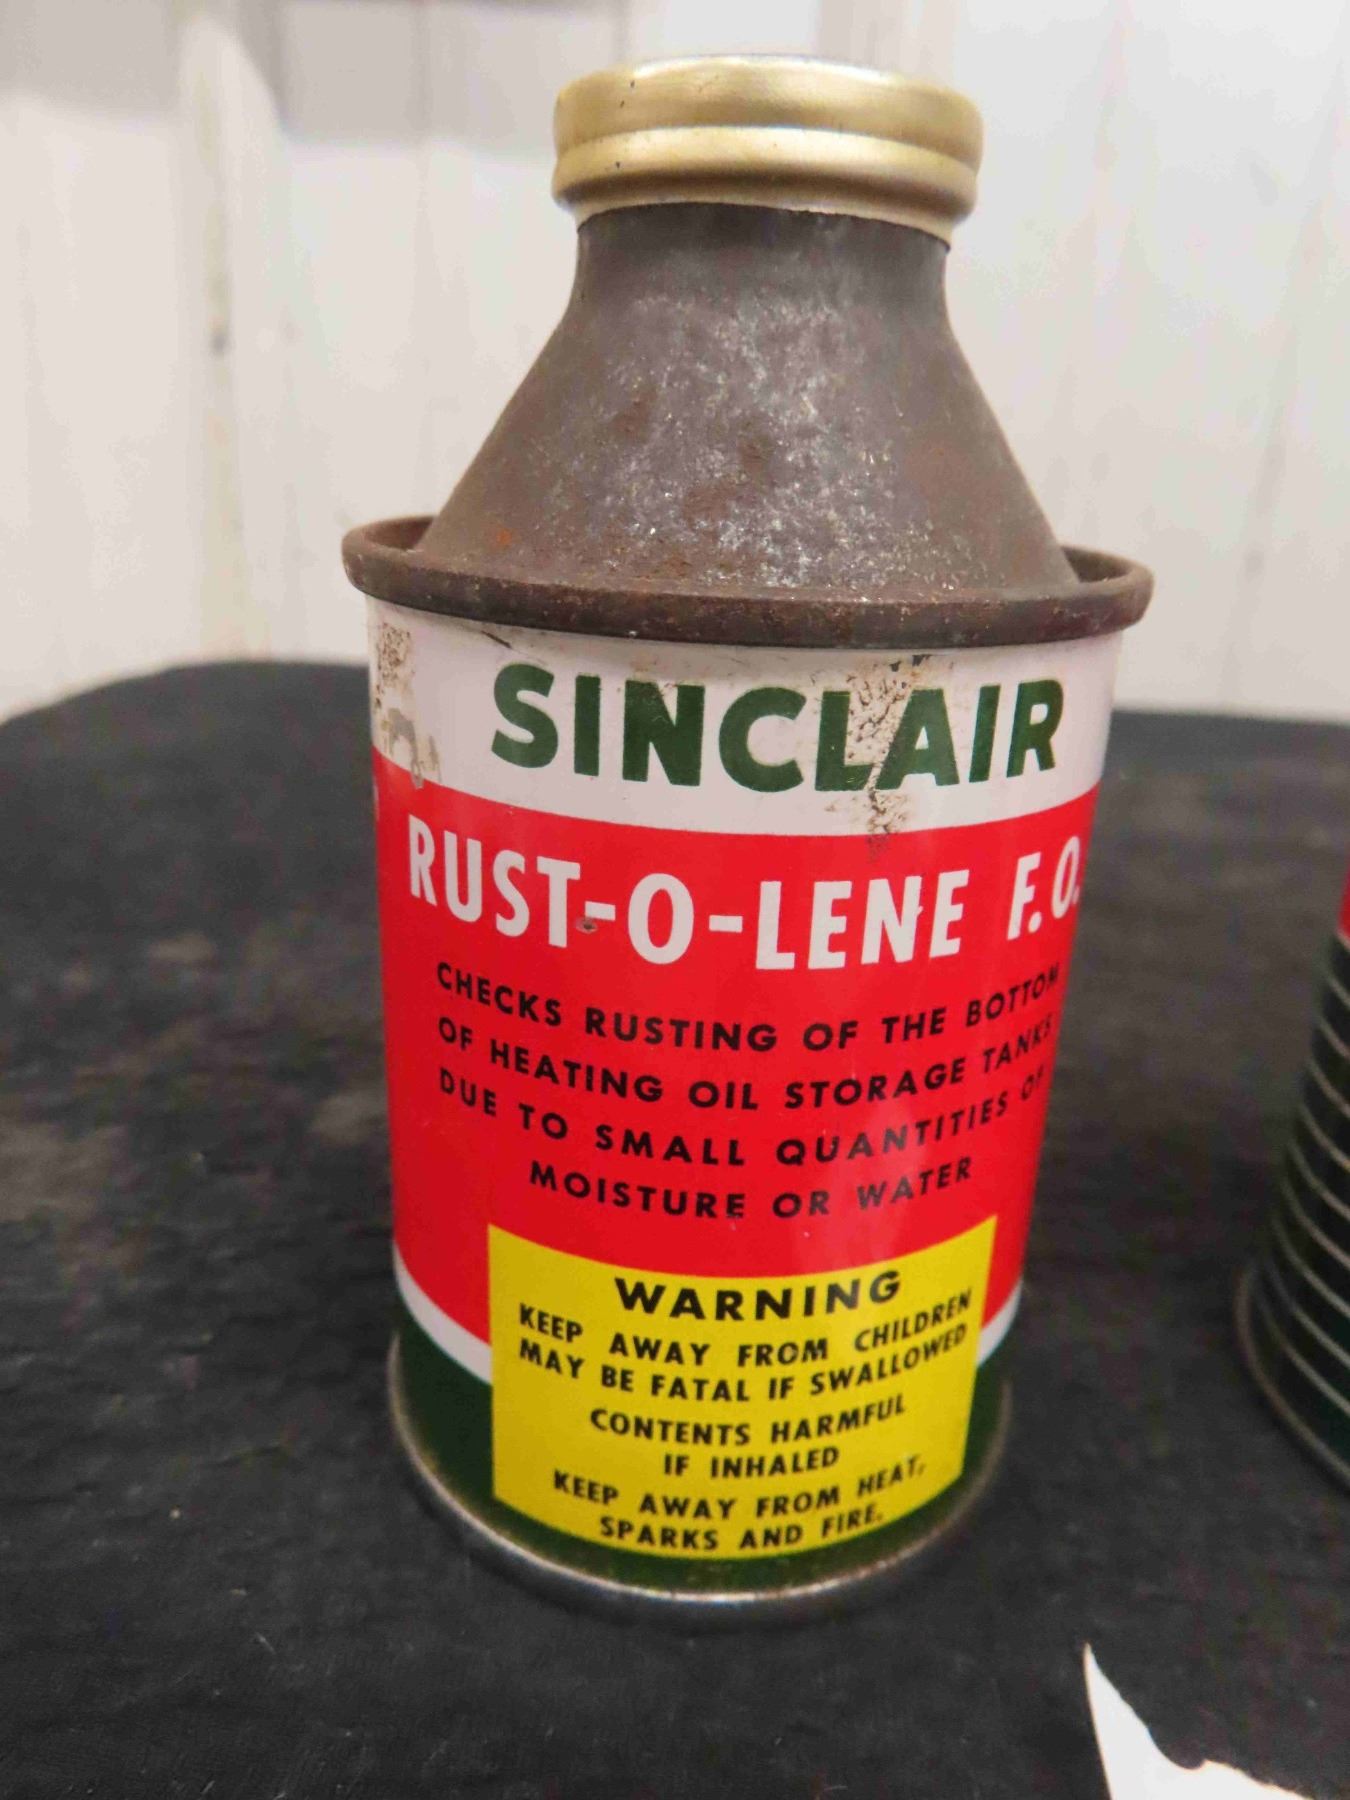 SINCLAIR
RUST-O-LENE F.O.
CHECKS RUSTING OF THE BOTTOM
OF HEATING OIL STORAGE TANKS
DUE TO SMALL QUANTITIES OF
MOISTURE OR WATER
WARNING
KEEP AWAY FROM CHILDREN
MAY BE FATAL IF SWALLOWED
CONTENTS HARMFUL
IF INHALED
KEEP AWAY FROM HEAT,
SPARKS AND FIRE.